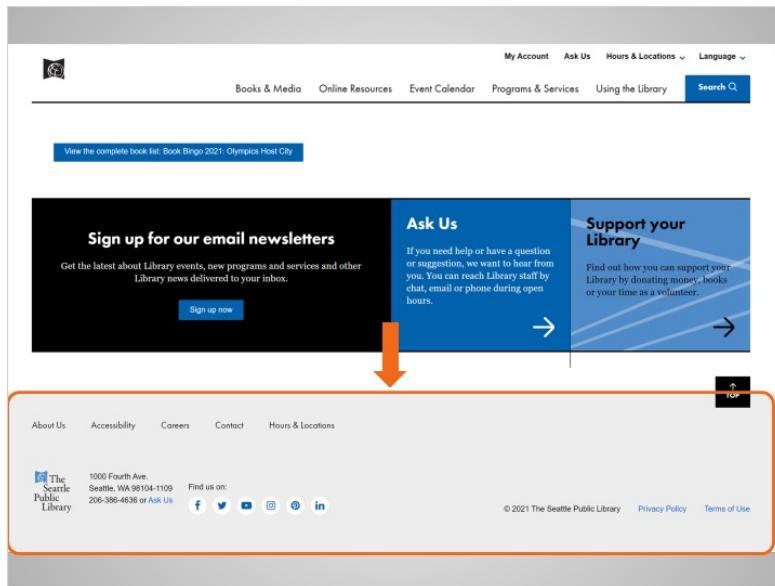 My Account Ask Us Hours & Locations Language
Books & Media Online Resources Event Calendar Programs & Services Using the Library Search
View the complete book list: Book Bingo 2021: Olympics Host City
Sign up for our email newsletters
Get the latest about Library events, new programs and services and other
Library news delivered to your inbox.
Sign up now
Ask Us
If you need help or have a question
or suggestion, we want to hear from
you. You can reach Library staff by
chat, email or phone during open
hours.
Support your
Library
Find out how you can support your
Library by donating money, books
or your time as a volunteer.
TOP
About Us Accessibility Careers Contact Hours & Locations
The
Seattle
Public
Library
1000 Fourth Ave.
Seattle, WA 98104-1109
206-386-4636 or Ask Us
Find us on:
© 2021 The Seattle Public Library Privacy Policy Terms of Use